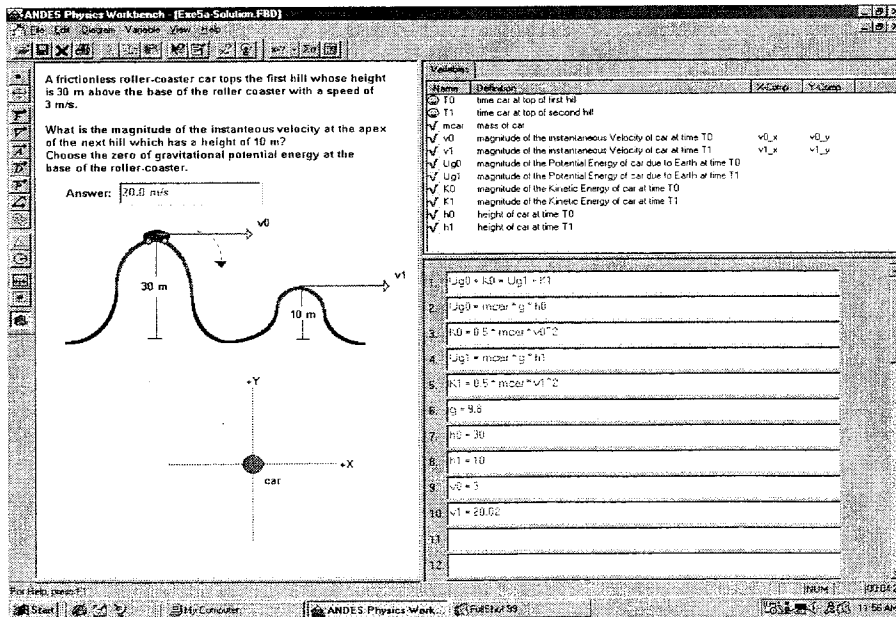 ANDES Physics Workbench - [Exe5a-Solution.FBD]
File Edit Diagram Variable View Help
A frictionless roller-coaster car tops the first hill whose height
is 30 m above the base of the roller coaster with a speed of
3 m/s.
What is the magnitude of the instanteous velocity at the apex
of the next hill which has a height of 10 m?
Choose the zero of gravitational potential energy at the
base of the roller-coaster.
Answer: 20.0 m/s
v0
30 m
v1
10 m
+Y
+X
car
Variables
Name Definition X-Comp Y-Comp
T0 time car at top of first hill
T1 time car at top of second hill
mcar mass of car
v0 magnitude of the instantaneous Velocity of car at time T0 v0_x v0_y
v1 magnitude of the instantaneous Velocity of car at time T1 v1_x v1_y
Ug0 magnitude of the Potential Energy of car due to Earth at time T0
Ug1 magnitude of the Potential Energy of car due to Earth at time T1
K0 magnitude of the Kinetic Energy of car at time T0
K1 magnitude of the Kinetic Energy of car at time T1
h0 height of car at time T0
h1 height of car at time T1
1. Ug0 + K0 = Ug1 + K1
2. Ug0 = mcar * g * h0
3. K0 = 0.5 * mcar * v0^2
4. Ug1 = mcar * g * h1
5. K1 = 0.5 * mcar * v1^2
6. g = 9.8
7. h0 = 30
8. h1 = 10
9. v0 = 3
10. v1 = 20.02
11.
12.
For Help, press F1
NUM
Start My Computer ANDES Physics Work... FullShot 99 11:56 AM